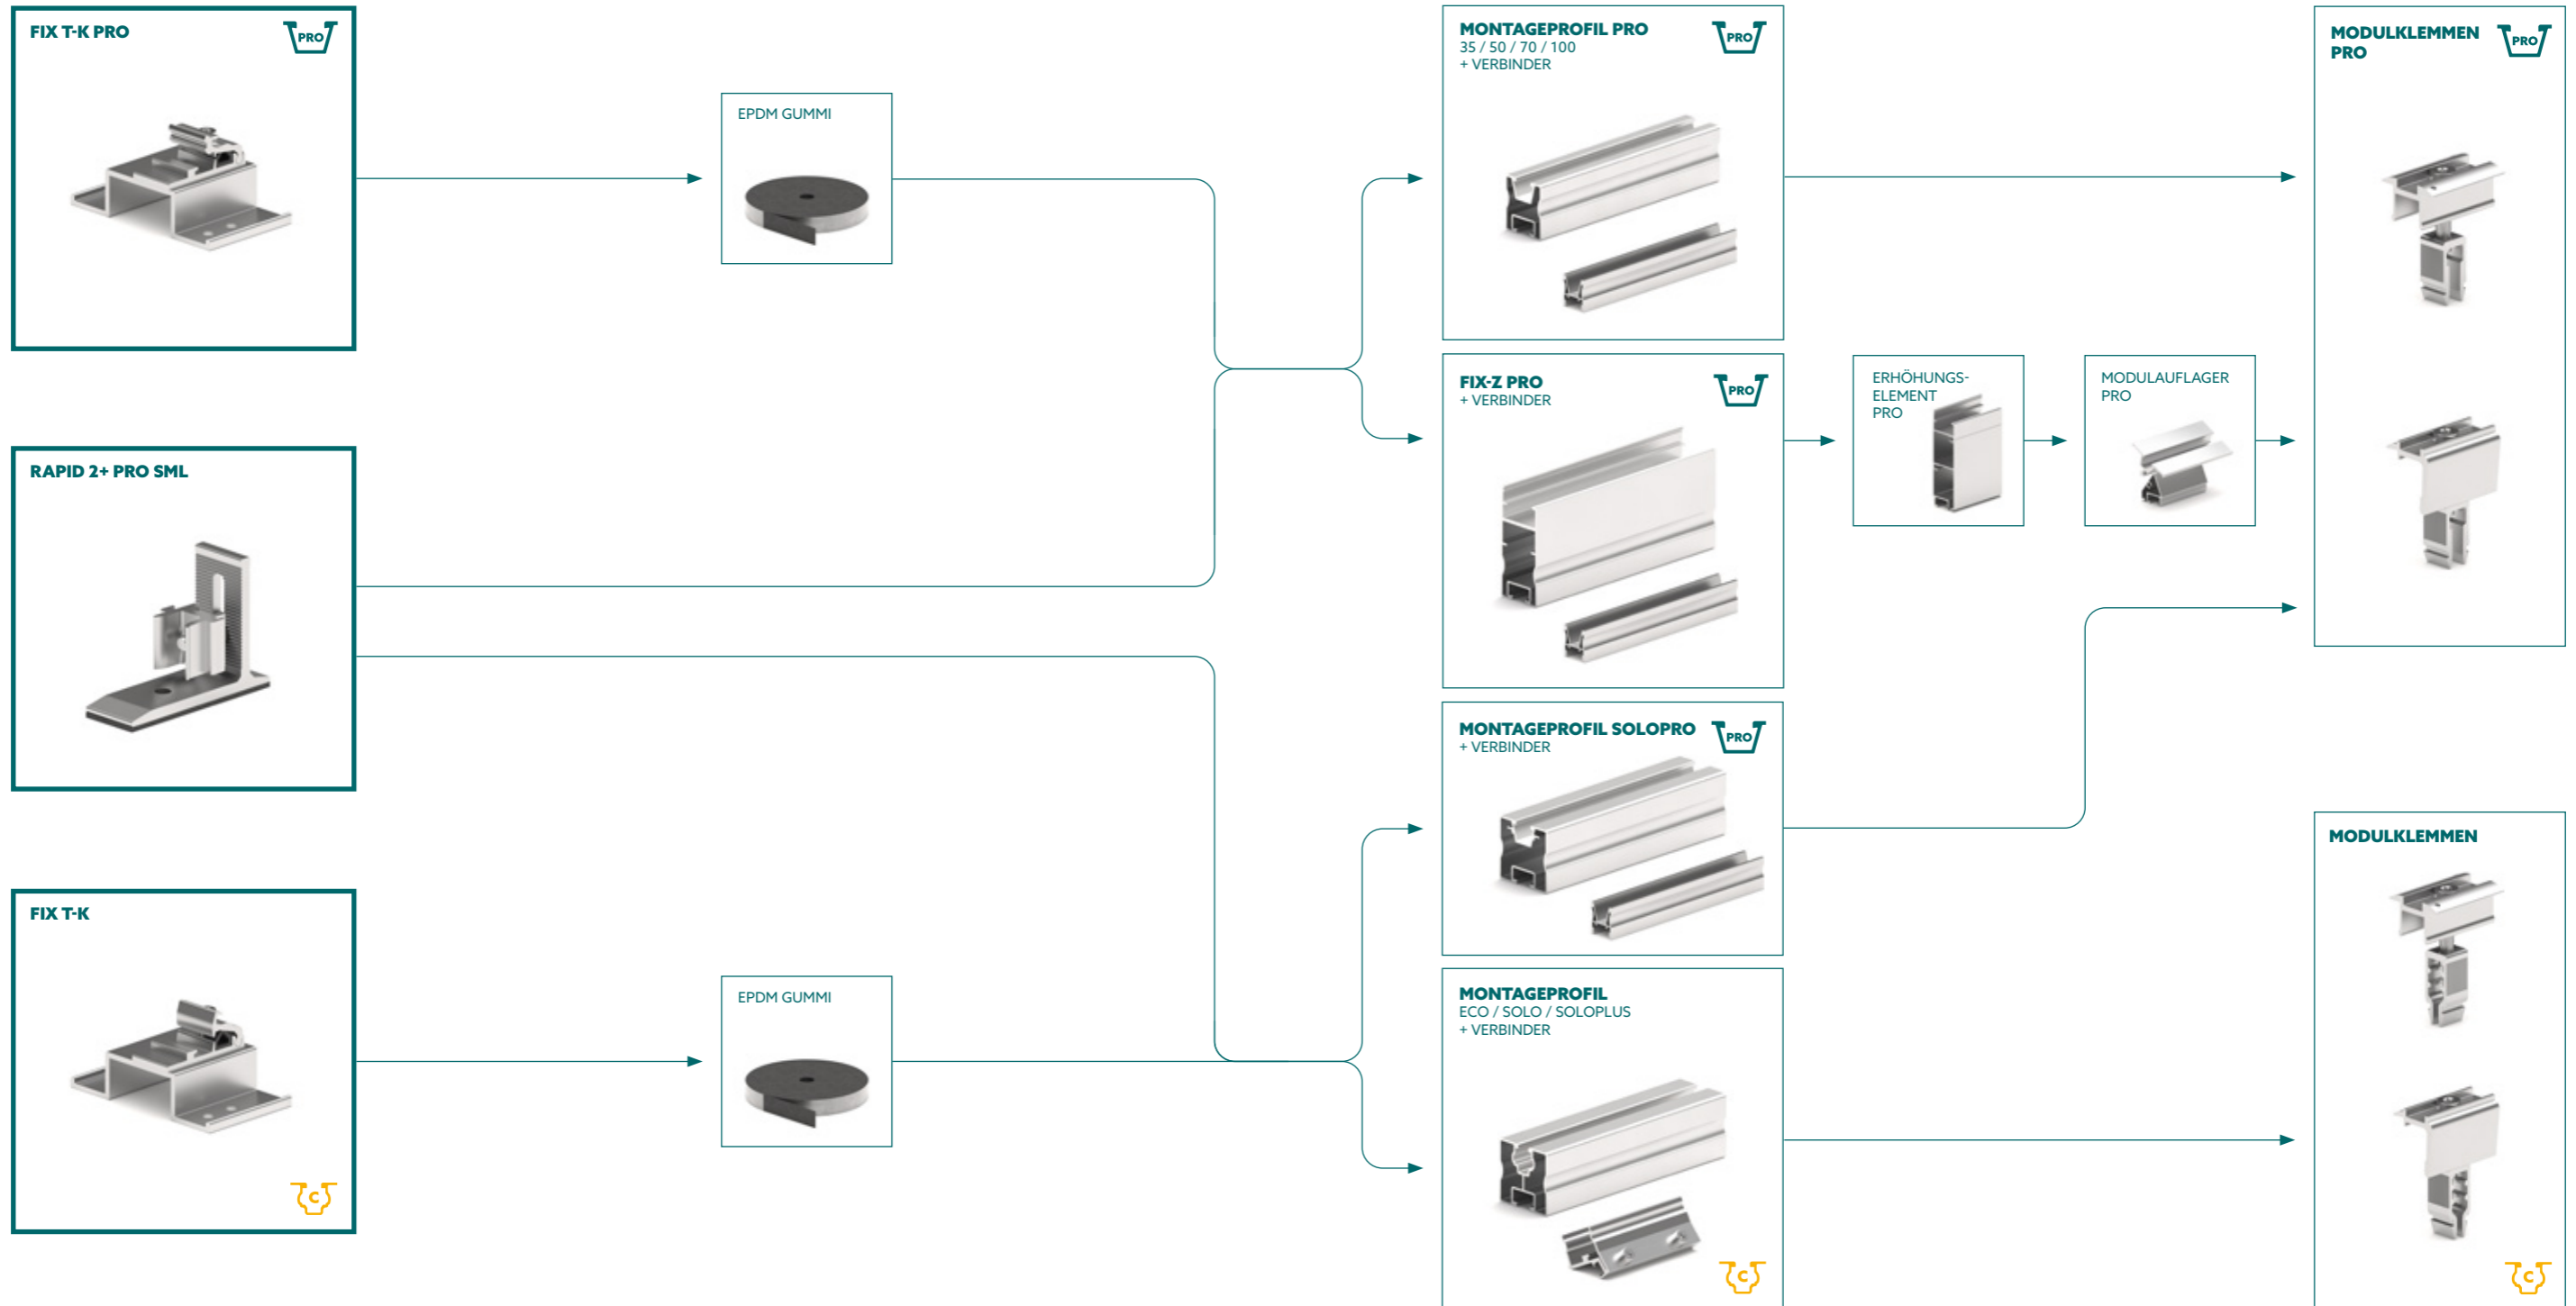 FIX T-K PRO
PRO
EPDM GUMMI
MONTAGEPROFIL PRO
35 / 50 / 70 / 100
+ VERBINDER
PRO
MODULKLEMMEN
PRO
PRO
FIX-Z PRO
+ VERBINDER
PRO
ERHÖHUNGS-
ELEMENT
PRO
MODULAUFLAGER
PRO
RAPID 2+ PRO SML
MONTAGEPROFIL SOLOPRO
+ VERBINDER
PRO
MODULKLEMMEN
C
FIX T-K
C
EPDM GUMMI
MONTAGEPROFIL
ECO / SOLO / SOLOPLUS
+ VERBINDER
C